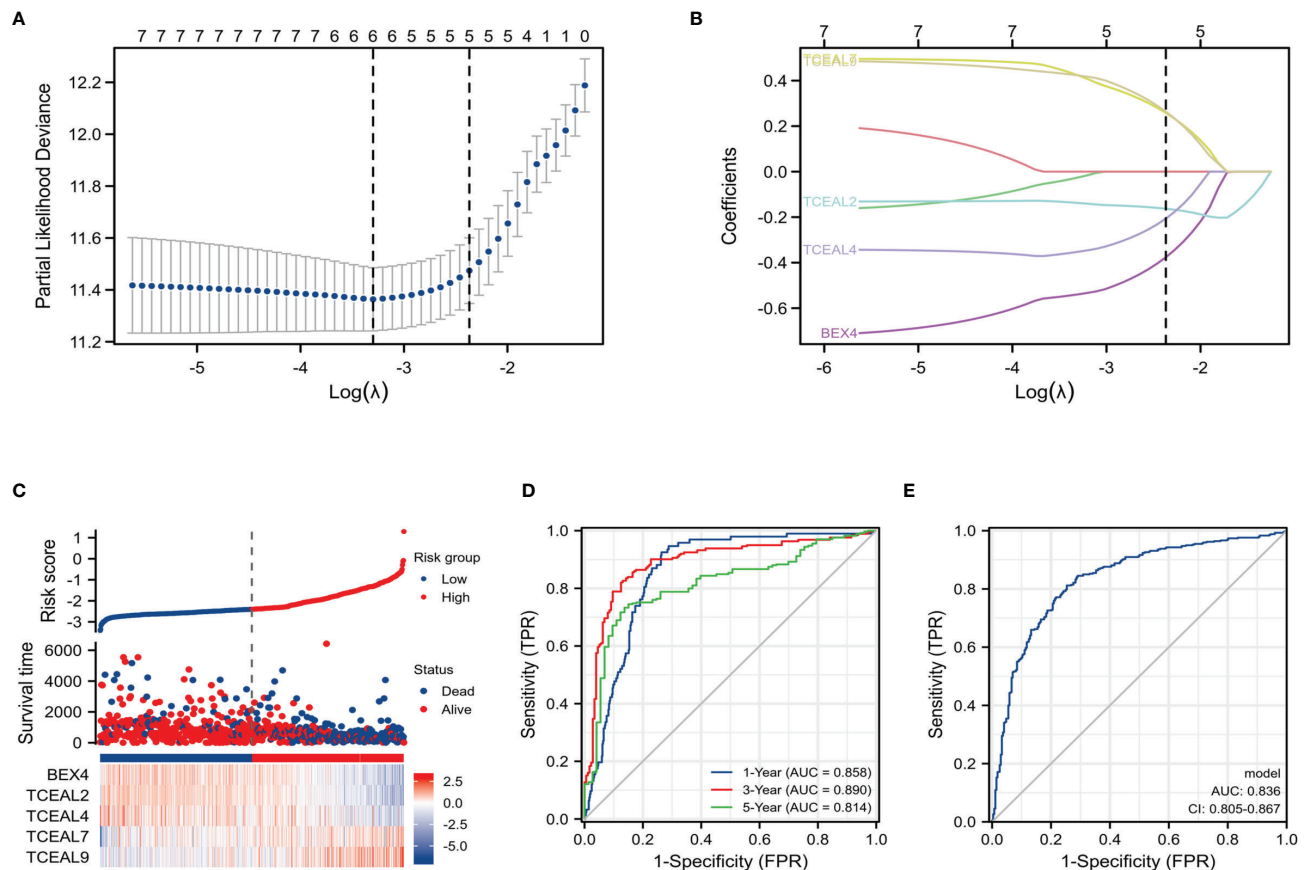 A
7 7 7 7 7 7 7 7 7 7 6 6 6 6 5 5 5 5 5 5 4 1 1 0
12.2
12.0
11.8
11.6
11.4
11.2
Partial Likelihood Deviance
-5 -4 -3 -2
Log(λ)
B
7 7 7 5 5
0.4
0.2
0.0
-0.2
-0.4
-0.6
Coefficients
TCEAL7
TCEAL9
TCEAL2
TCEAL4
BEX4
-6 -5 -4 -3 -2
Log(λ)
C
Risk score
1
0
-1
-2
-3
Risk group
Low
High
Survival time
6000
4000
2000
0
Status
Dead
Alive
BEX4
TCEAL2
TCEAL4
TCEAL7
TCEAL9
2.5
0.0
-2.5
-5.0
D
Sensitivity (TPR)
1.0
0.8
0.6
0.4
0.2
0.0
1-Year (AUC = 0.858)
3-Year (AUC = 0.890)
5-Year (AUC = 0.814)
0.0 0.2 0.4 0.6 0.8 1.0
1-Specificity (FPR)
E
Sensitivity (TPR)
1.0
0.8
0.6
0.4
0.2
0.0
model
AUC: 0.836
CI: 0.805-0.867
0.0 0.2 0.4 0.6 0.8 1.0
1-Specificity (FPR)